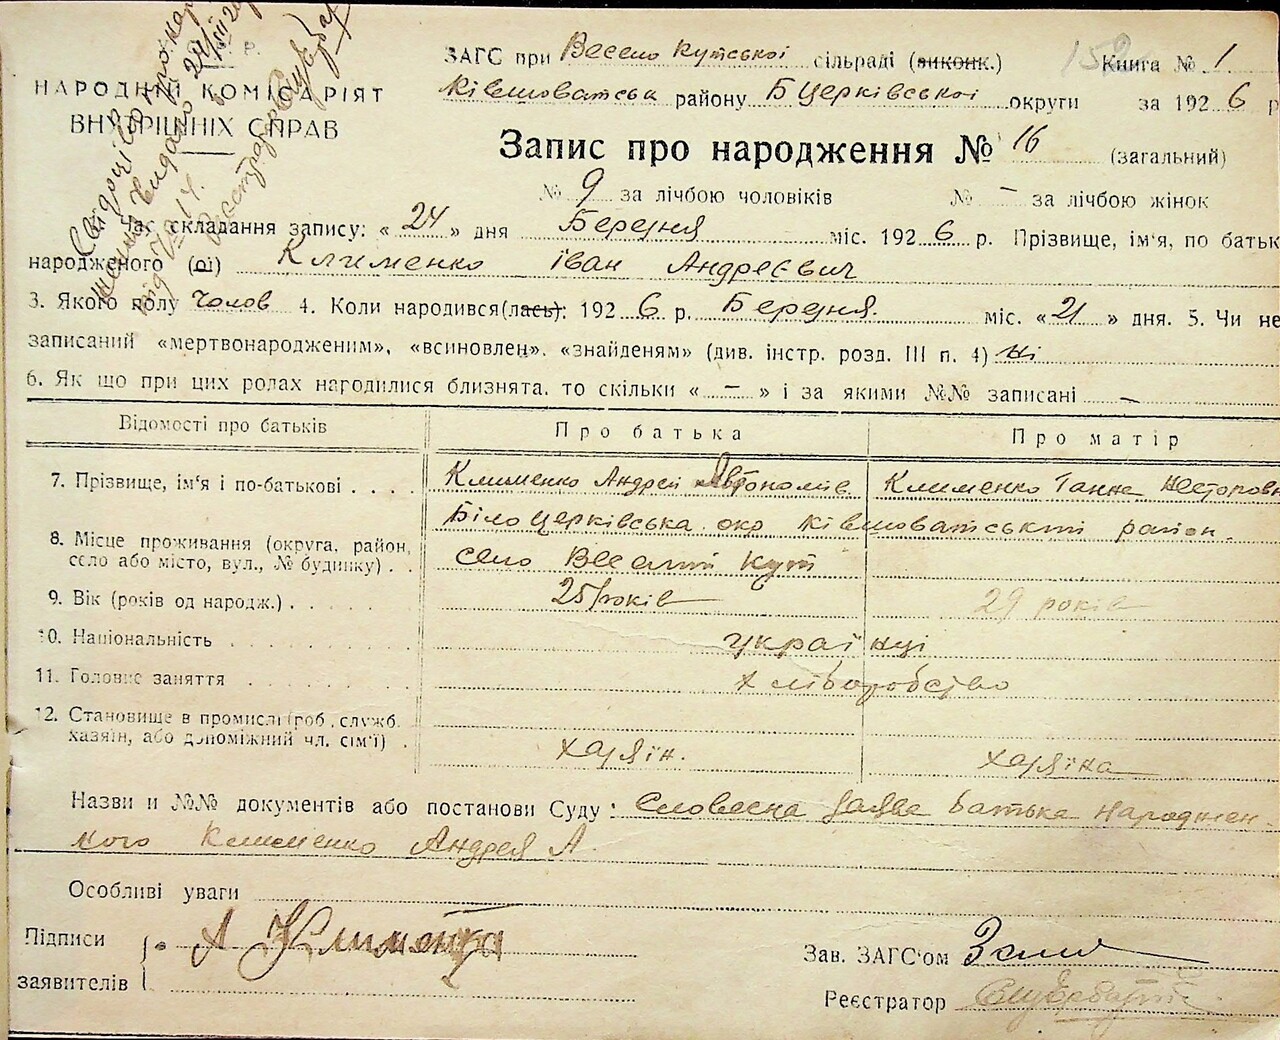 НАРОДНІЙ КОМІСАРІЯТ
ВНУТРІШНІХ СПРАВ
ЗАГС при Весело Кутської сільраді (виконк.) Книга № 1
Ківшоватська району Б Церківської округи за 1926 р
Запис про народження № 16 (загальний)
№ 9 за лічбою чоловіків № – за лічбою жінок
Час складання запису: «24» дня Березня міс. 1926 р. Прізвище, ім'я, по батьк
народженого (ої) Клименко Іван Андреєвич
3. Якого полу чолов 4. Коли народився(лась): 1926 р. Березня. міс. «21» дня. 5. Чи не
записаний «мертвонародженим», «всиновлен», «знайденям» (див. інстр. розд. III п. 4) ні
6. Як що при цих родах народилися близнята, то скільки «–» і за якими №№ записані –
Відомості про батьків Про батька Про матір
7. Прізвище, ім'я і по-батькові . . . . Клименко Андрей Автономів Клименко Ганна Несторовн
Білоцерківська окр Ківшоватський район.
8. Місце проживання (округа, район,
село або місто, вул., № будинку) . . село Веселий Кут
9. Вік (років од народж.) . . . . . 25 років 29 років
10. Національність українці
11. Головне заняття хліборобство
12. Становище в промислі (роб., служб.
хазяїн, або допоміжний чл. сім'ї) . хазяїн. хазяїна
Назви и №№ документів або постанови Суду: Словесна заява батька народжен-
ного Клименко Андрея А.
Особливі уваги
Підписи
заявителів
А Клименко
Зав. ЗАГС'ом
Реєстратор